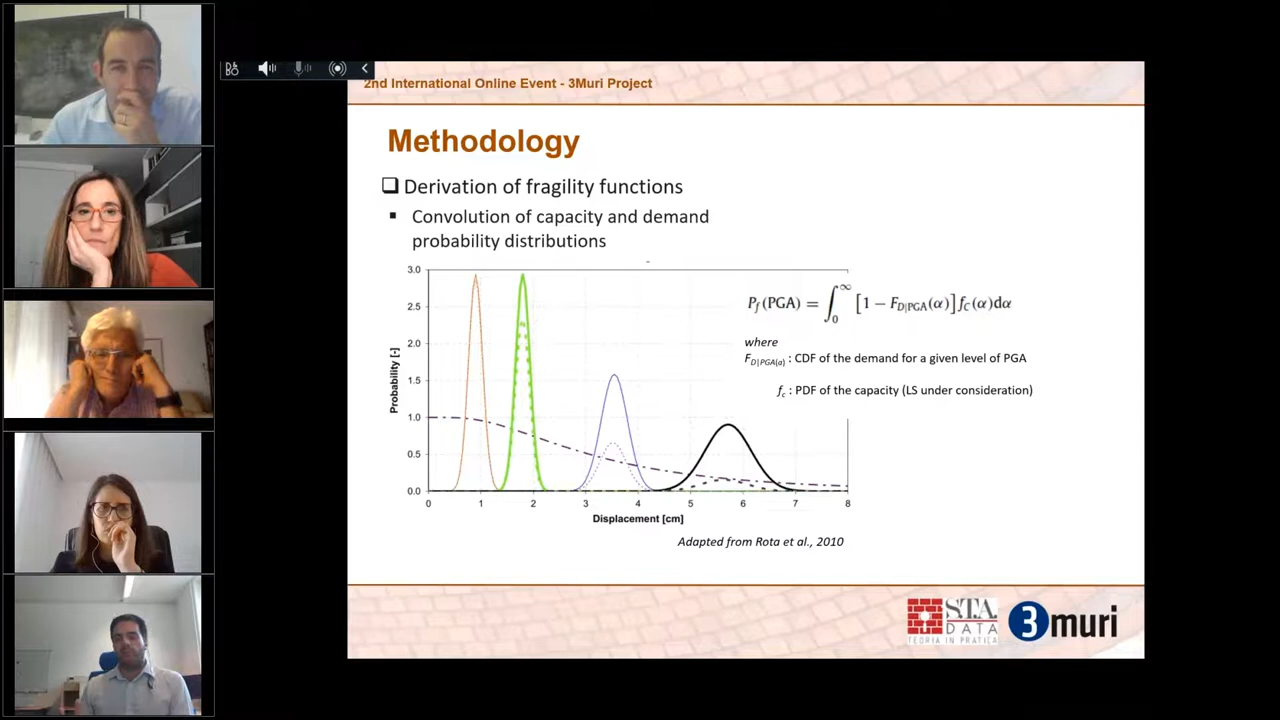 2nd International Online Event - 3Muri Project
Methodology
Derivation of fragility functions
Convolution of capacity and demand
probability distributions
3.0
2.5
2.0
1.5
1.0
0.5
0.0
Probability [-]
0 1 2 3 4 5 6 7 8
Displacement [cm]
P_f(PGA) = ∫_0^∞ [1 − F_{D|PGA}(α)] f_C(α)dα
where
F_{D|PGA(a)} : CDF of the demand for a given level of PGA
f_c : PDF of the capacity (LS under consideration)
Adapted from Rota et al., 2010
S.T.A.
DATA
TEORIA IN PRATICA
3muri